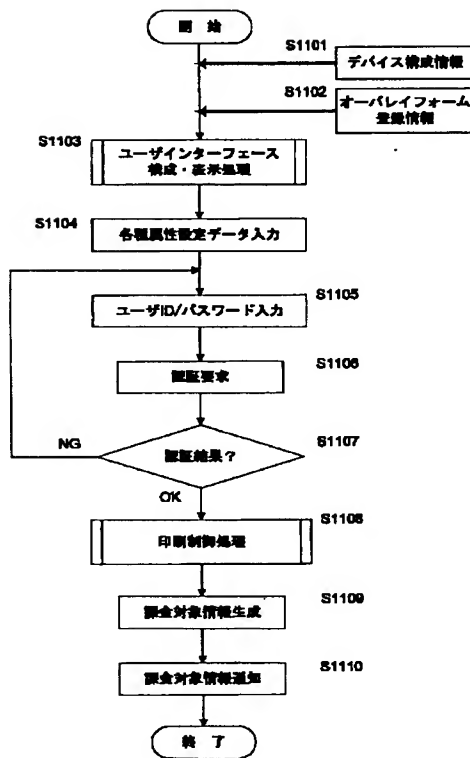 開 始
S1101
デバイス構成情報
S1102
オーバレイフォーム
登録情報
S1103
ユーザインターフェース
構成・表示処理
S1104
各種属性設定データ入力
S1105
ユーザID/パスワード入力
S1106
認証要求
S1107
NG
認証結果？
OK
S1108
印刷制御処理
S1109
課金対象情報生成
S1110
課金対象情報通知
終 了